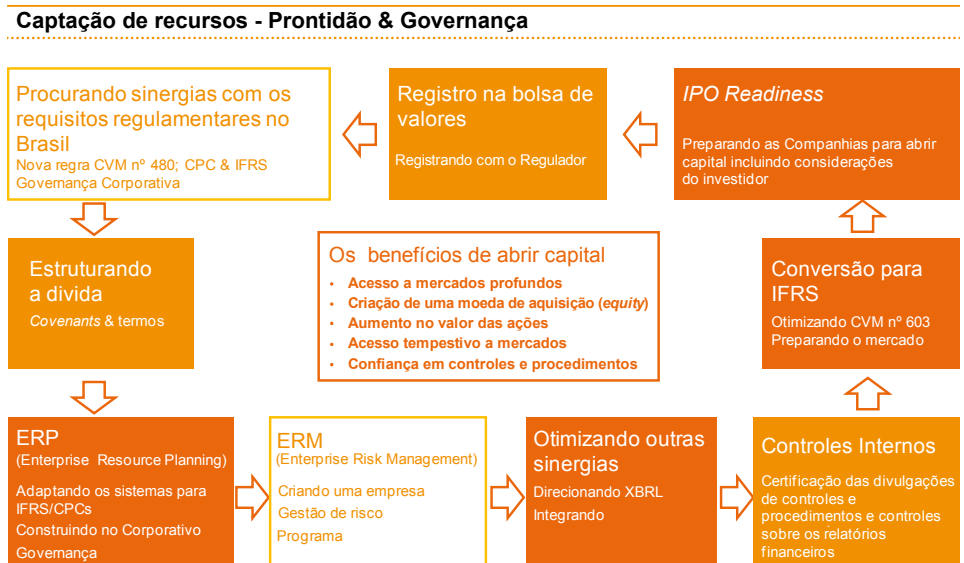 Captação de recursos - Prontidão & Governança
Procurando sinergias com os
requisitos regulamentares no
Brasil
Nova regra CVM nº 480; CPC & IFRS
Governança Corporativa
Registro na bolsa de
valores
Registrando com o Regulador
IPO Readiness
Preparando as Companhias para abrir
capital incluindo considerações
do investidor
Estruturando
a divida
Covenants & termos
Os benefícios de abrir capital
• Acesso a mercados profundos
• Criação de uma moeda de aquisição (equity)
• Aumento no valor das ações
• Acesso tempestivo a mercados
• Confiança em controles e procedimentos
Conversão para
IFRS
Otimizando CVM nº 603
Preparando o mercado
ERP
(Enterprise Resource Planning)
Adaptando os sistemas para
IFRS/CPCs
Construindo no Corporativo
Governança
ERM
(Enterprise Risk Management)
Criando uma empresa
Gestão de risco
Programa
Otimizando outras
sinergias
Direcionando XBRL
Integrando
Controles Internos
Certificação das divulgações
de controles e
procedimentos e controles
sobre os relatórios
financeiros